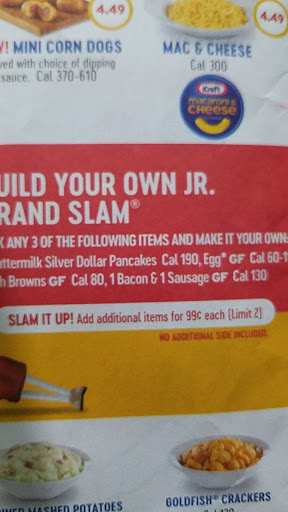 4.49
4.49
! MINI CORN DOGS
with choice of dipping
sauce. Cal 370-610
MAC & CHEESE
Cal 300
Kraft
macaroni &
CHEESE
YOUR OWN JR.
SLAM®
ANY 3 OF THE FOLLOWING ITEMS AND MAKE IT YOUR OWN:
Silver Dollar Pancakes Cal 190, Egg* GF Cal 60-1
Browns GF Cal 80, 1 Bacon & 1 Sausage GF Cal 130
SLAM IT UP! Add additional items for 99¢ each (Limit 2)
NO ADDITIONAL SIDE INCLUDED.
MASHED POTATOES
GOLDFISH® CRACKERS